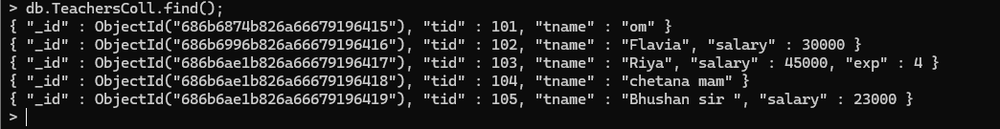 > db.TeachersColl.find();
{ "_id" : ObjectId("686b6874b826a66679196415"), "tid" : 101, "tname" : "om" }
{ "_id" : ObjectId("686b6996b826a66679196416"), "tid" : 102, "tname" : "Flavia", "salary" : 30000 }
{ "_id" : ObjectId("686b6ae1b826a66679196417"), "tid" : 103, "tname" : "Riya", "salary" : 45000, "exp" : 4 }
{ "_id" : ObjectId("686b6ae1b826a66679196418"), "tid" : 104, "tname" : "chetana mam" }
{ "_id" : ObjectId("686b6ae1b826a66679196419"), "tid" : 105, "tname" : "Bhushan sir ", "salary" : 23000 }
>